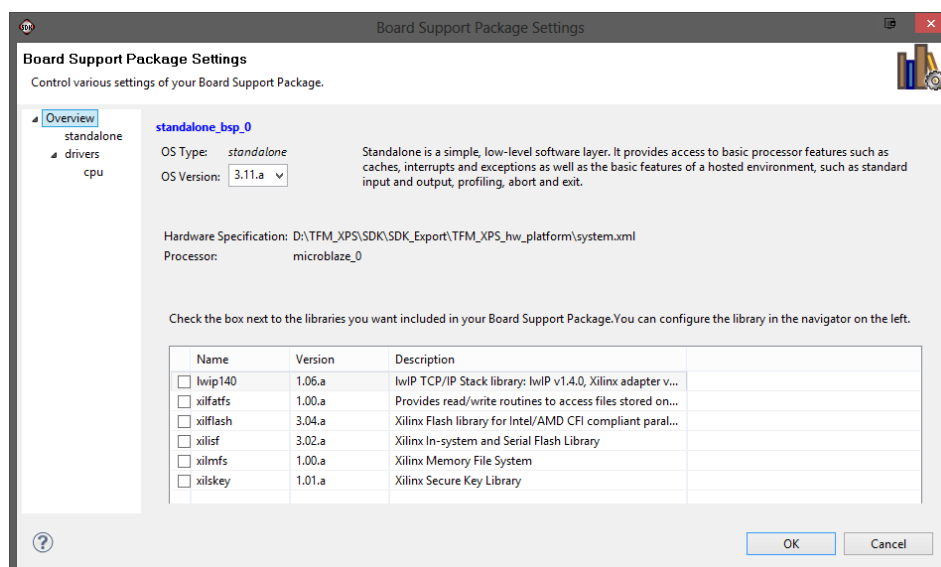 SDK
Board Support Package Settings
Board Support Package Settings
Control various settings of your Board Support Package.
Overview
standalone
drivers
cpu
standalone_bsp_0
OS Type: standalone
OS Version: 3.11.a
Standalone is a simple, low-level software layer. It provides access to basic processor features such as
caches, interrupts and exceptions as well as the basic features of a hosted environment, such as standard
input and output, profiling, abort and exit.
Hardware Specification: D:\TFM_XPS\SDK\SDK_Export\TFM_XPS_hw_platform\system.xml
Processor: microblaze_0
Check the box next to the libraries you want included in your Board Support Package.You can configure the library in the navigator on the left.
Name Version Description
lwip140 1.06.a lwIP TCP/IP Stack library: lwIP v1.4.0, Xilinx adapter v...
xilfatfs 1.00.a Provides read/write routines to access files stored on...
xilflash 3.04.a Xilinx Flash library for Intel/AMD CFI compliant paral...
xilisf 3.02.a Xilinx In-system and Serial Flash Library
xilmfs 1.00.a Xilinx Memory File System
xilskey 1.01.a Xilinx Secure Key Library
?
OK Cancel